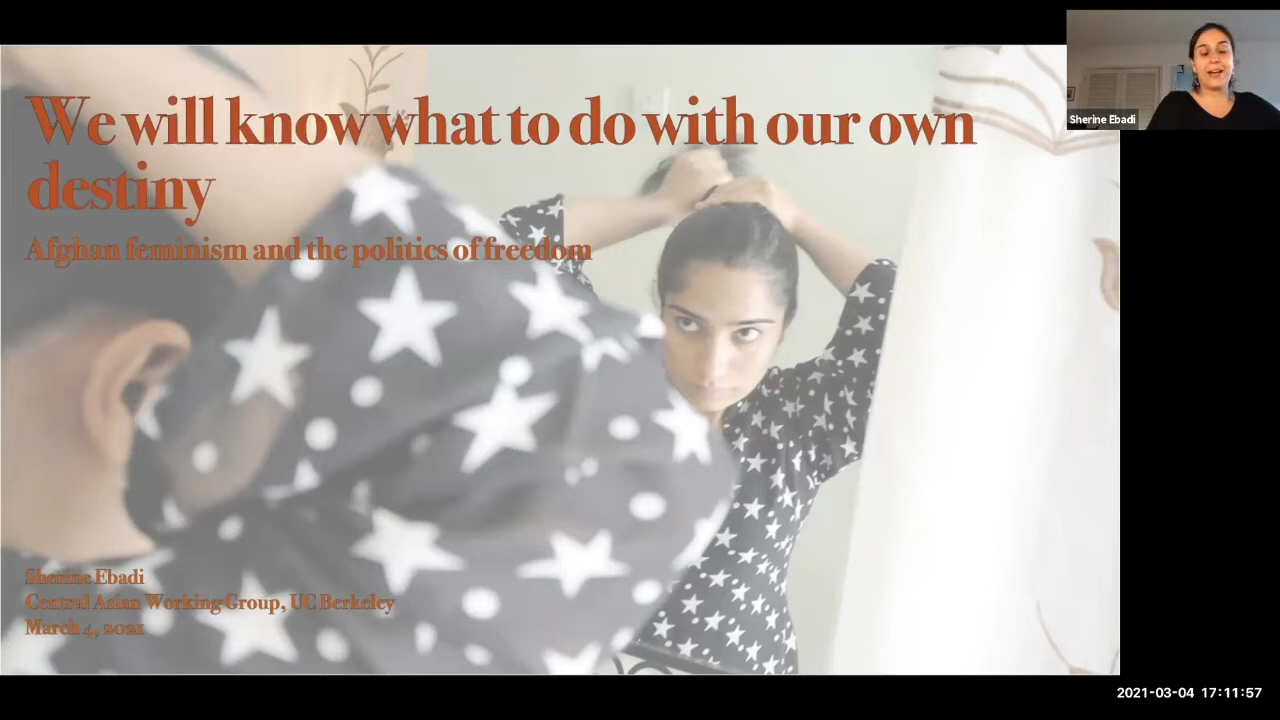 We will know what to do with our own
destiny
Afghan feminism and the politics of freedom
Sherine Ebadi
Sherine Ebadi
Central Asian Working Group, UC Berkeley
March 4, 2021
2021-03-04 17:11:57